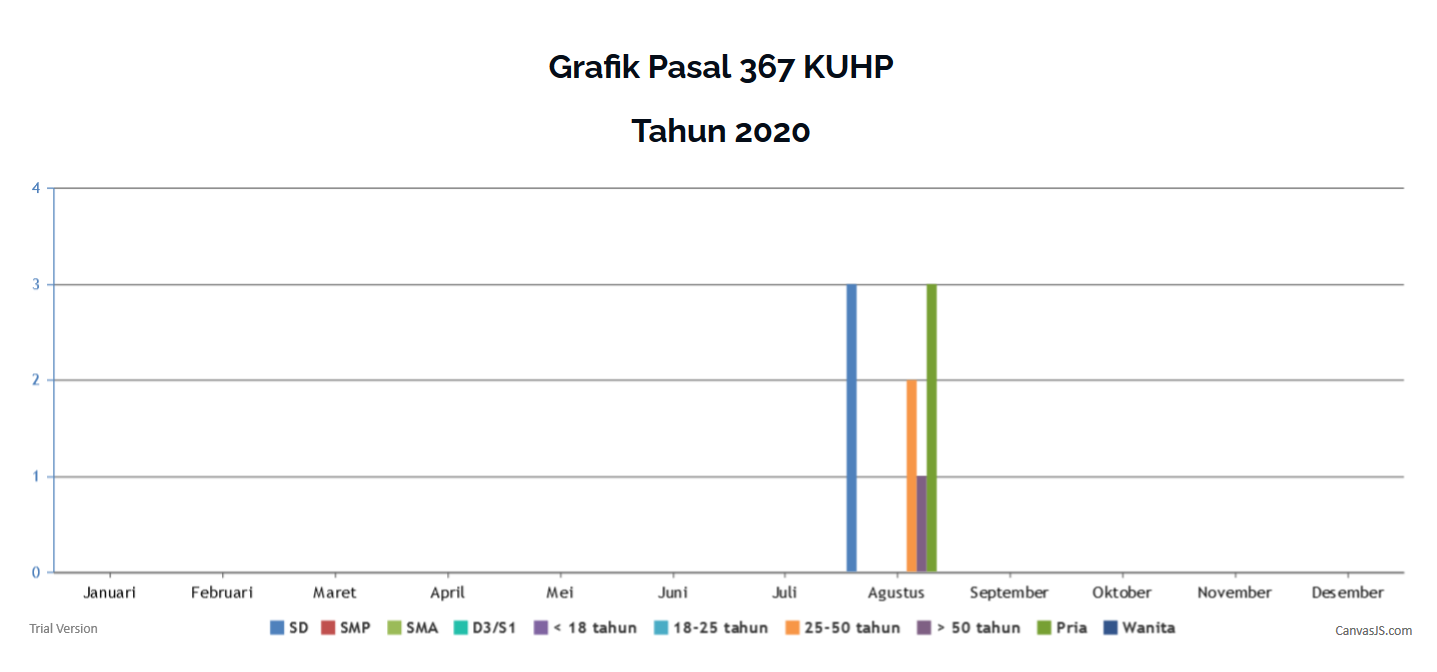 Grafik Pasal 367 KUHP
Tahun 2020
4
3
2
1
0
Januari Februari Maret April Mei Juni Juli Agustus September Oktober November Desember
SD SMP SMA D3/S1 < 18 tahun 18-25 tahun 25-50 tahun > 50 tahun Pria Wanita
Trial Version
CanvasJS.com